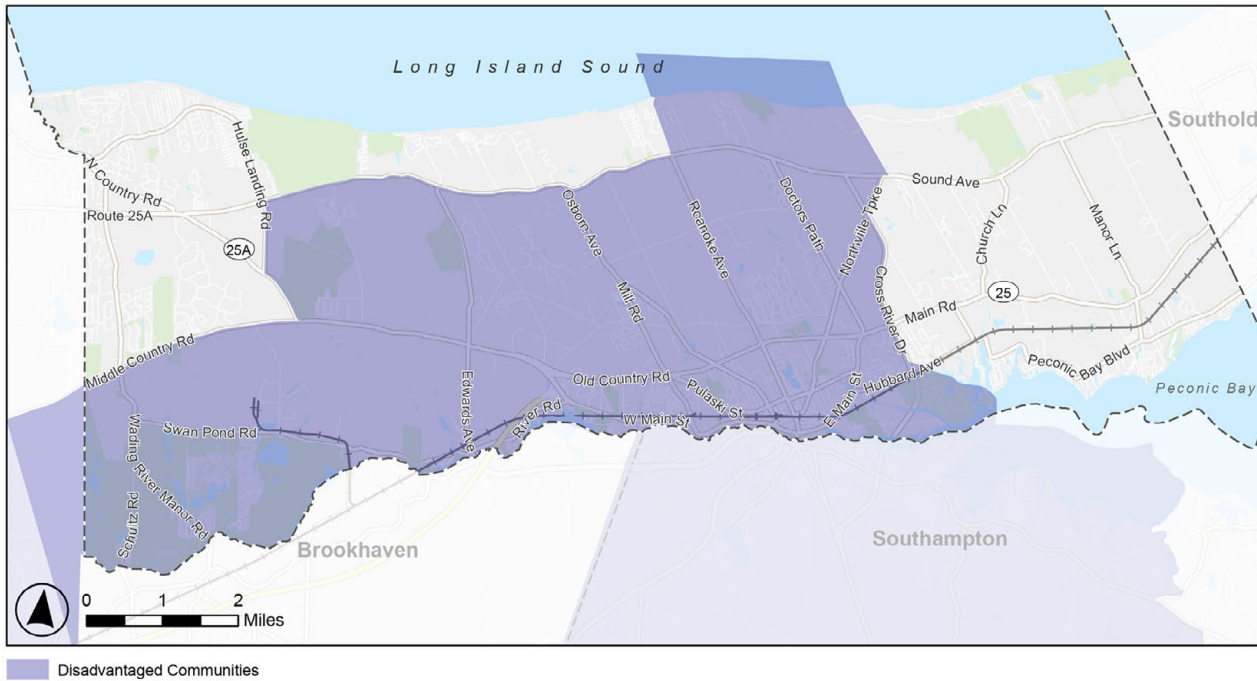 Long Island Sound
Southold
N Country Rd
Hulse Landing Rd
Route 25A
25A
Sound Ave
Osborn Ave
Roanoke Ave
Doctors Path
Northville Tpke
Church Ln
Manor Ln
Cross River Dr
25
Main Rd
Mill Rd
Middle Country Rd
Edwards Ave
Old Country Rd
Pulaski St
E Main St
Hubbard Ave
Peconic Bay Blvd
Peconic Bay
River Rd
W Main St
Swan Pond Rd
Wading River Manor Rd
Schultz Rd
Brookhaven
Southampton
0 1 2
Miles
Disadvantaged Communities